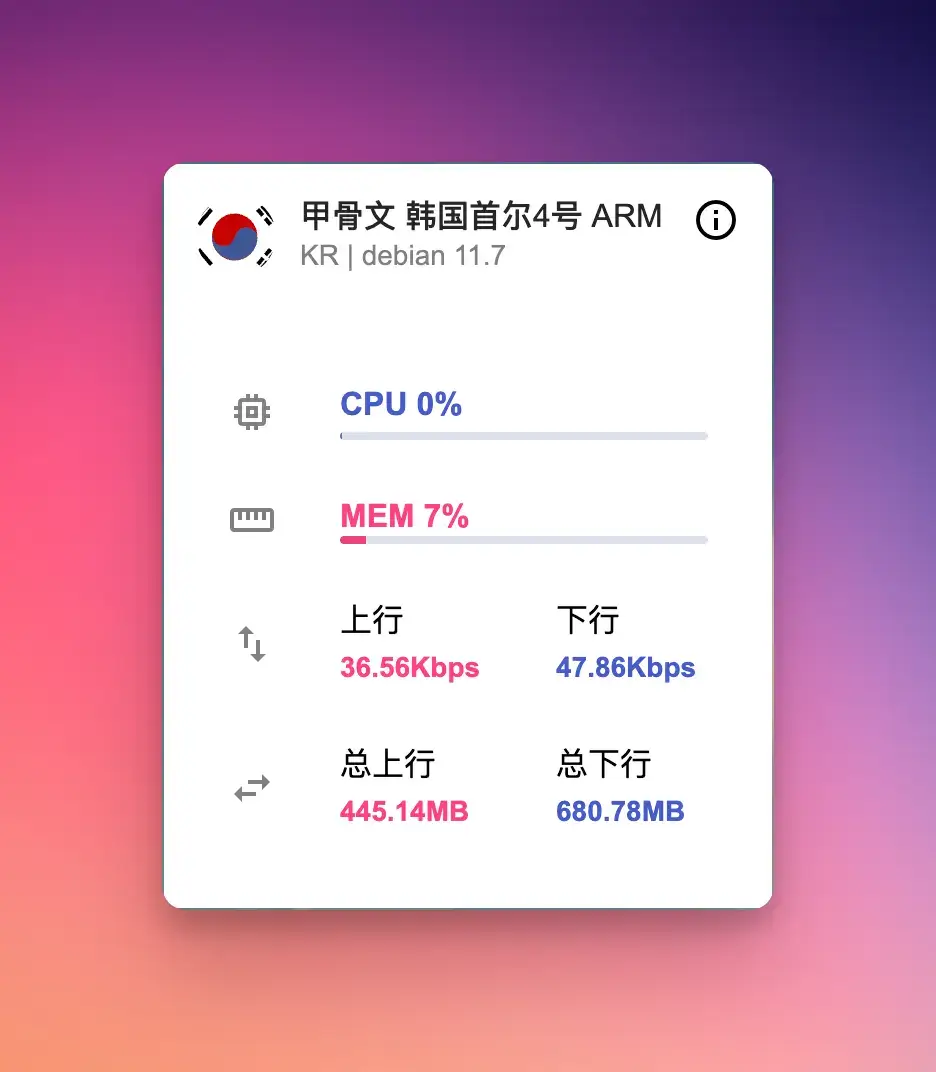 甲骨文 韩国首尔4号 ARM
KR | debian 11.7
CPU 0%
MEM 7%
上行 下行
36.56Kbps 47.86Kbps
总上行 总下行
445.14MB 680.78MB